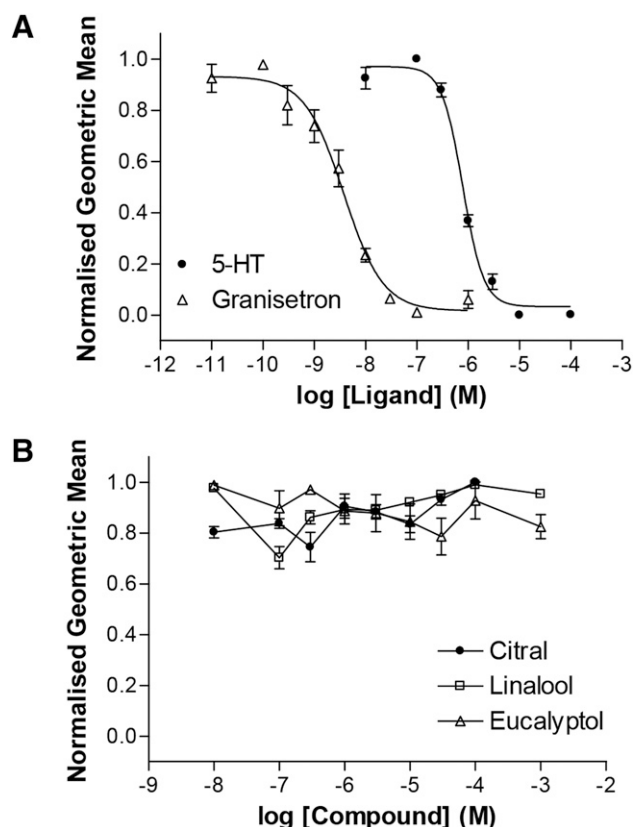 A
Normalised Geometric Mean
1.0
0.8
0.6
0.4
0.2
0.0
5-HT
Granisetron
-12 -11 -10 -9 -8 -7 -6 -5 -4 -3
log [Ligand] (M)
B
Normalised Geometric Mean
1.0
0.8
0.6
0.4
0.2
0.0
Citral
Linalool
Eucalyptol
-9 -8 -7 -6 -5 -4 -3 -2
log [Compound] (M)